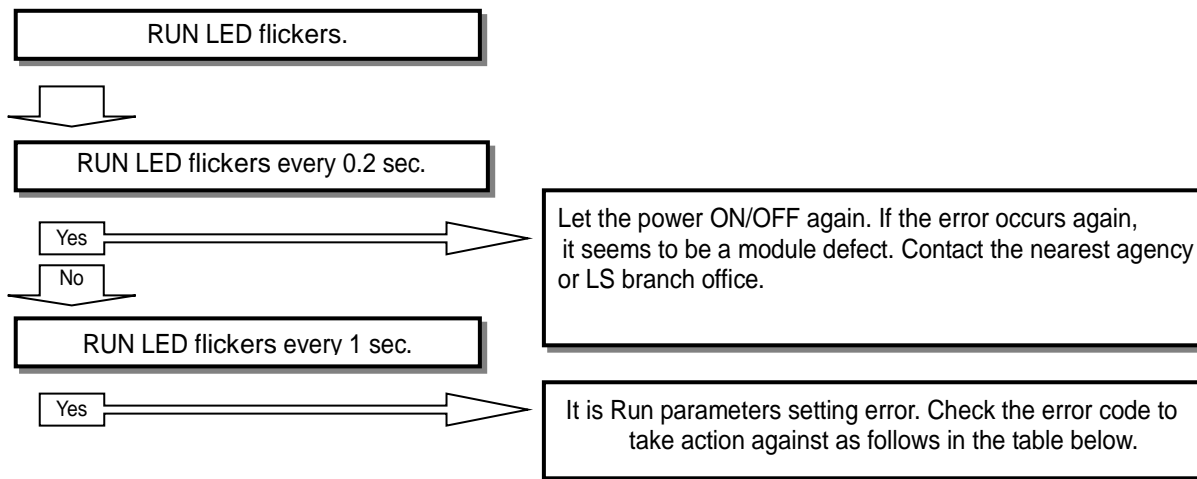 RUN LED flickers.
RUN LED flickers every 0.2 sec.
Yes
Let the power ON/OFF again. If the error occurs again,
it seems to be a module defect. Contact the nearest agency
or LS branch office.
No
RUN LED flickers every 1 sec.
Yes
It is Run parameters setting error. Check the error code to
take action against as follows in the table below.